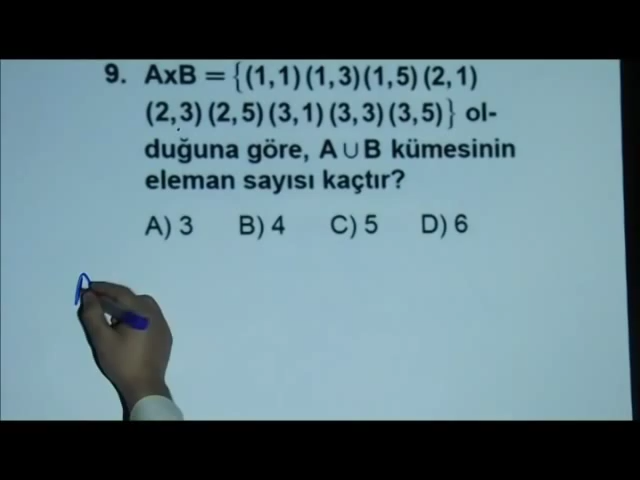 9. AxB = {(1,1) (1,3) (1,5) (2,1)
(2,3) (2,5) (3,1) (3,3) (3,5)} ol-
duğuna göre, A ∪ B kümesinin
eleman sayısı kaçtır?
A) 3 B) 4 C) 5 D) 6